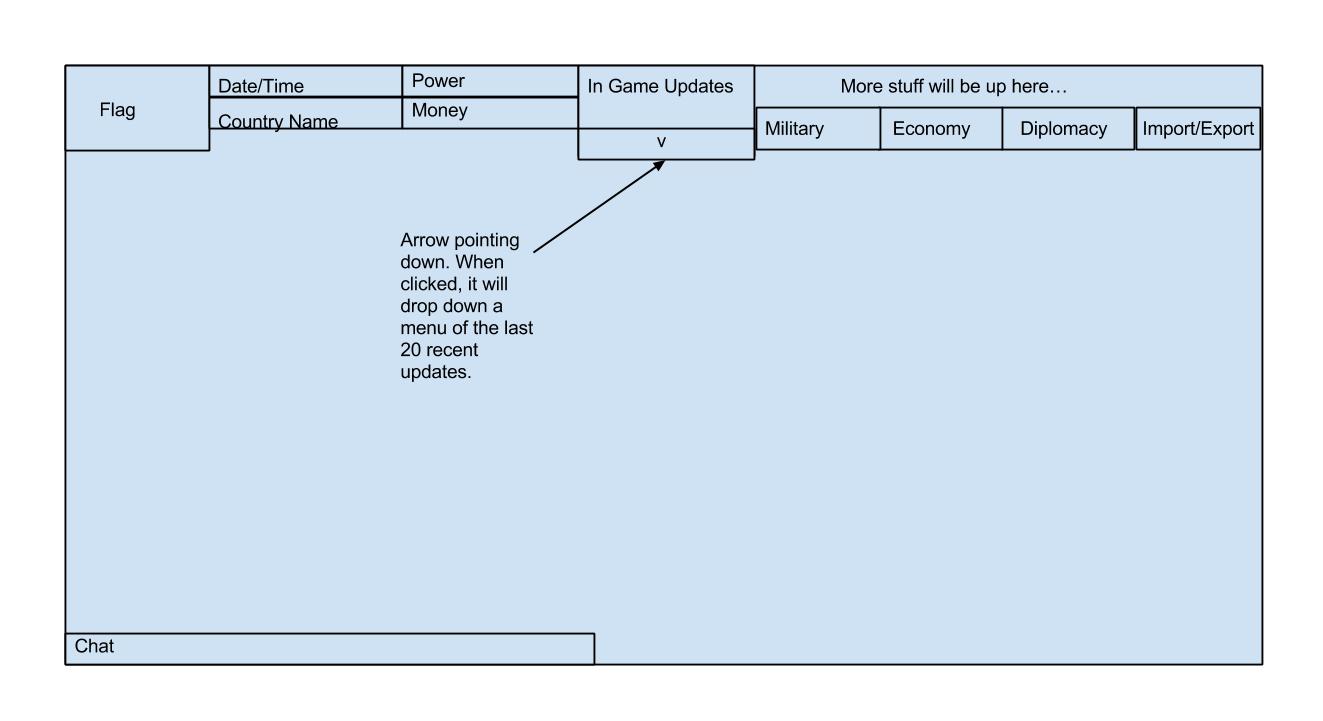 Flag
Date/Time
Power
In Game Updates
More stuff will be up here…
Country Name
Money
v
Military
Economy
Diplomacy
Import/Export
Arrow pointing
down. When
clicked, it will
drop down a
menu of the last
20 recent
updates.
Chat